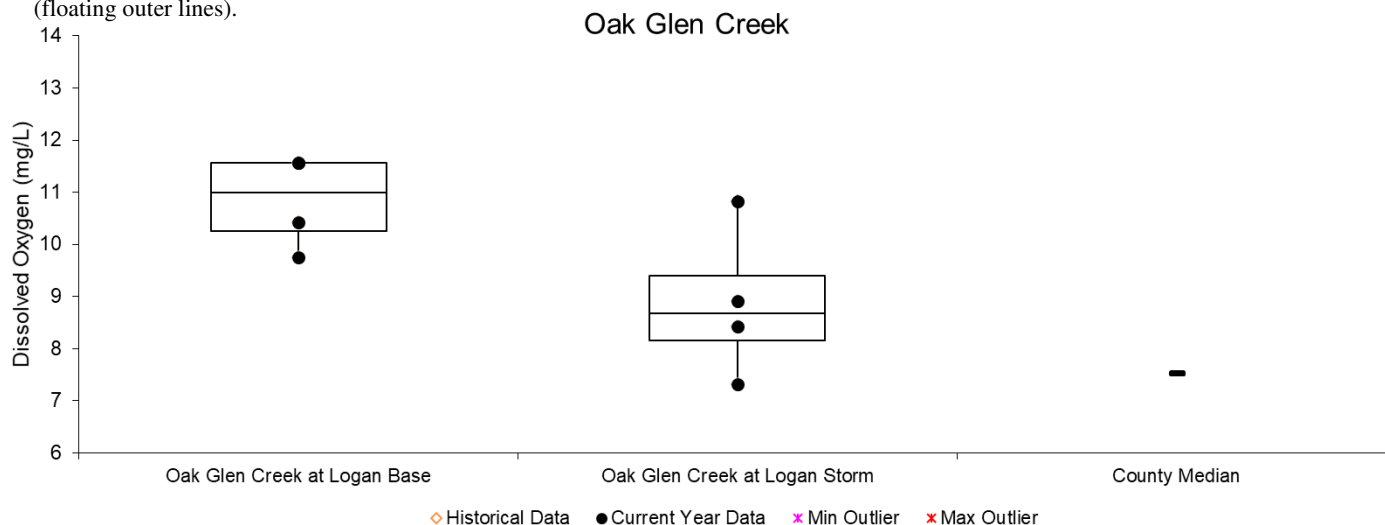 (floating outer lines).
Oak Glen Creek
14
13
12
11
10
9
8
7
6
Dissolved Oxygen (mg/L)
Oak Glen Creek at Logan Base
Oak Glen Creek at Logan Storm
County Median
Historical Data Current Year Data Min Outlier Max Outlier